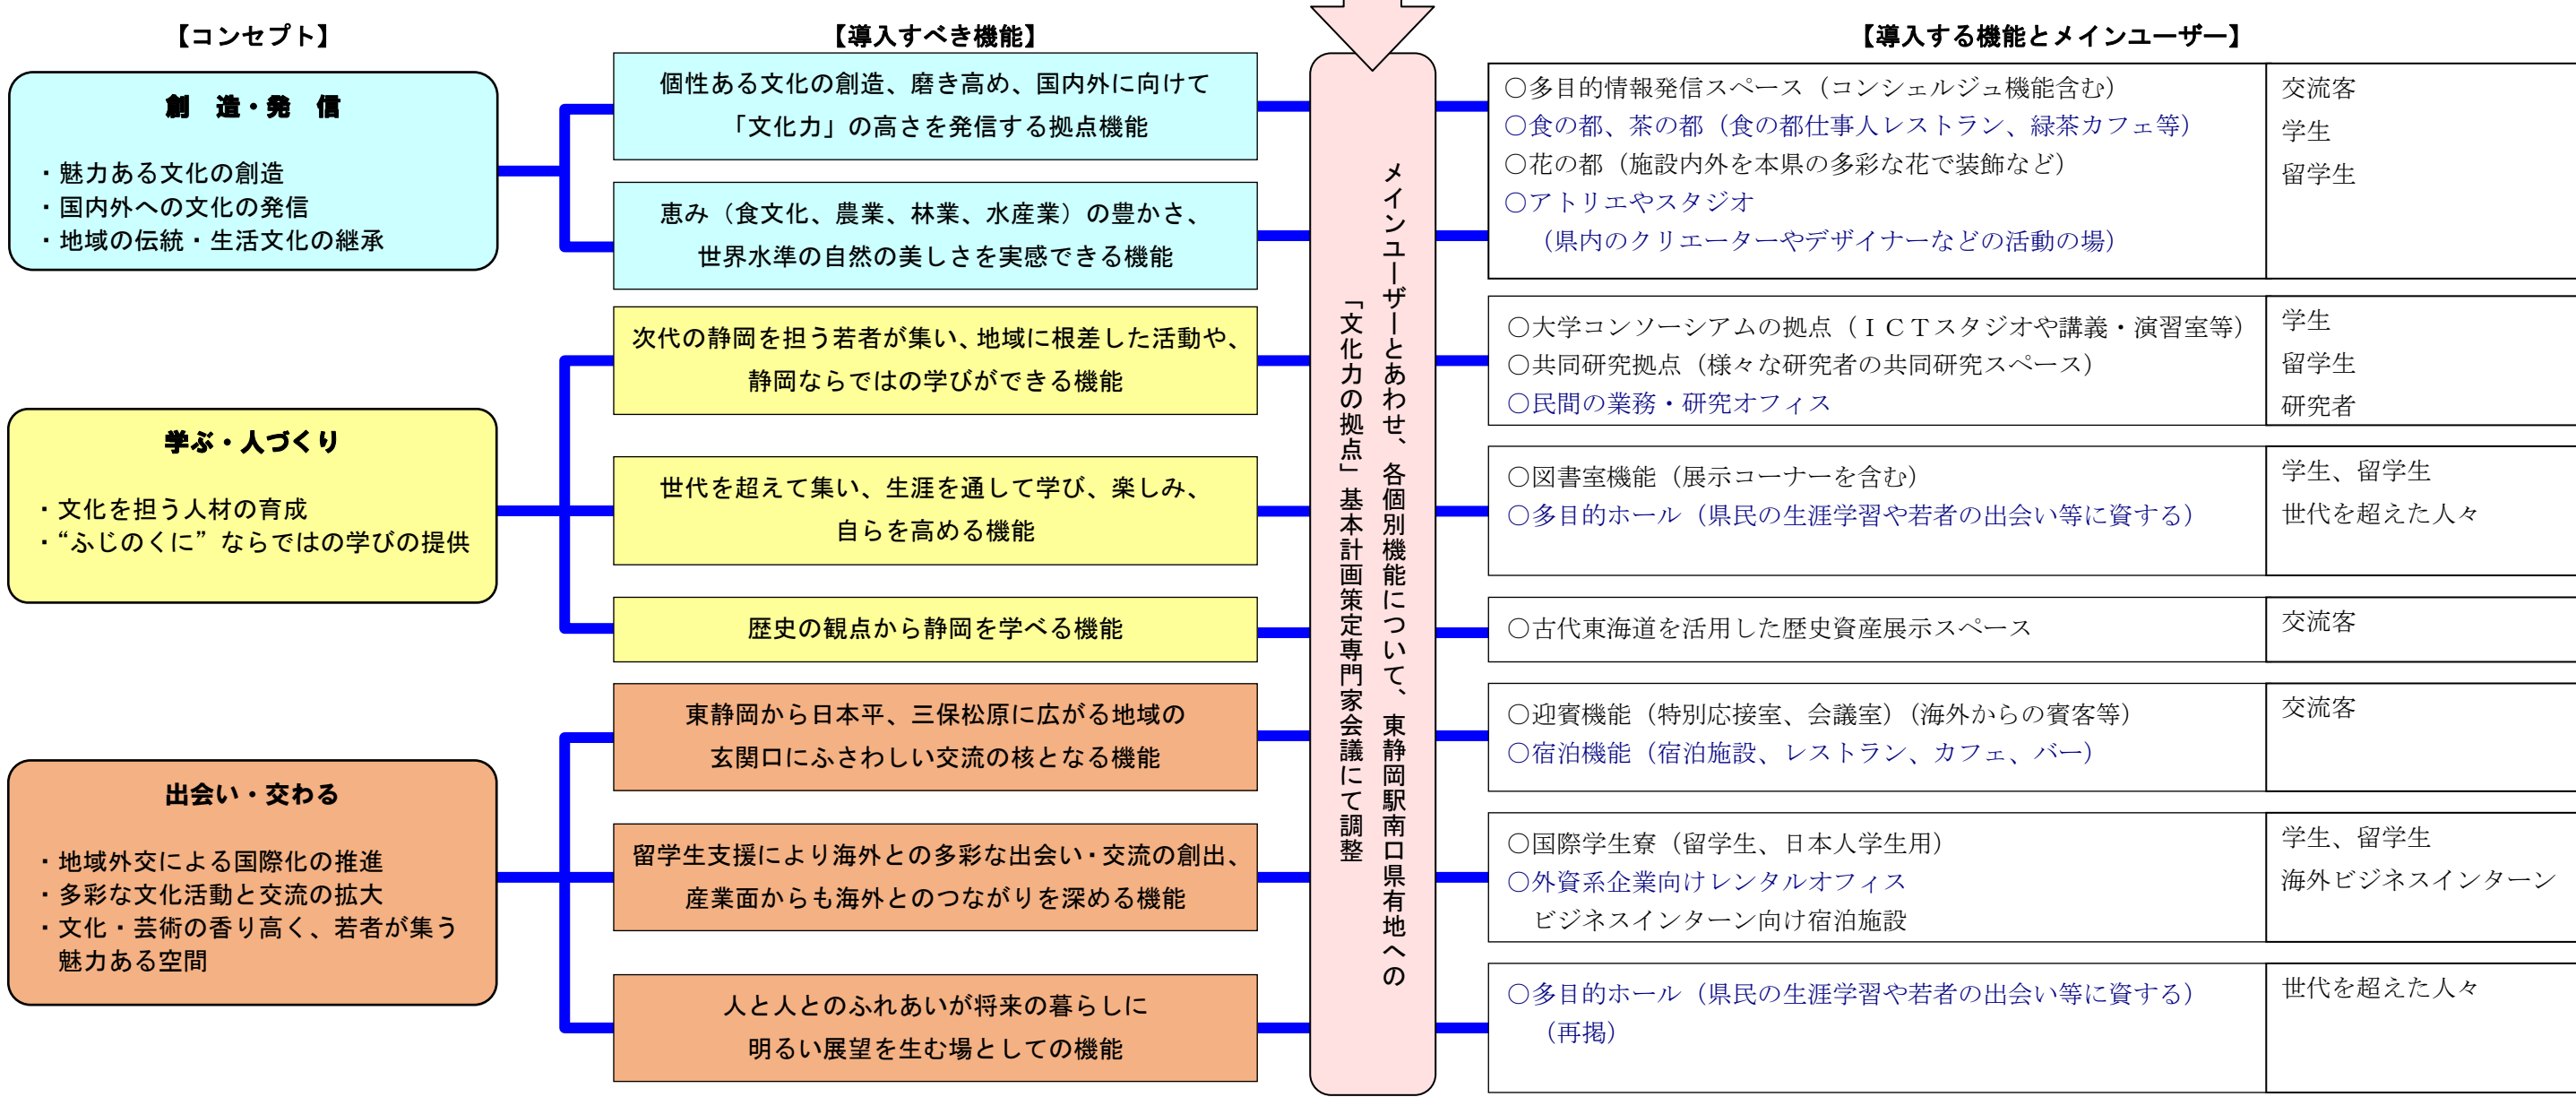 【コンセプト】
創　造・発　信
・魅力ある文化の創造
・国内外への文化の発信
・地域の伝統・生活文化の継承
学ぶ・人づくり
・文化を担う人材の育成
・“ふじのくに”ならではの学びの提供
出会い・交わる
・地域外交による国際化の推進
・多彩な文化活動と交流の拡大
・文化・芸術の香り高く、若者が集う
魅力ある空間
【導入すべき機能】
個性ある文化の創造、磨き高め、国内外に向けて
「文化力」の高さを発信する拠点機能
恵み（食文化、農業、林業、水産業）の豊かさ、
世界水準の自然の美しさを実感できる機能
次代の静岡を担う若者が集い、地域に根差した活動や、
静岡ならではの学びができる機能
世代を超えて集い、生涯を通して学び、楽しみ、
自らを高める機能
歴史の観点から静岡を学べる機能
東静岡から日本平、三保松原に広がる地域の
玄関口にふさわしい交流の核となる機能
留学生支援により海外との多彩な出会い・交流の創出、
産業面からも海外とのつながりを深める機能
人と人とのふれあいが将来の暮らしに
明るい展望を生む場としての機能
メインユーザーとあわせ、各個別機能について、東静岡駅南口県有地への
「文化力の拠点」基本計画策定専門家会議にて調整
【導入する機能とメインユーザー】
○多目的情報発信スペース（コンシェルジュ機能含む）
○食の都、茶の都（食の都仕事人レストラン、緑茶カフェ等）
○花の都（施設内外を本県の多彩な花で装飾など）
○アトリエやスタジオ
（県内のクリエーターやデザイナーなどの活動の場）
交流客
学生
留学生
○大学コンソーシアムの拠点（ＩＣＴスタジオや講義・演習室等）
○共同研究拠点（様々な研究者の共同研究スペース）
○民間の業務・研究オフィス
学生
留学生
研究者
○図書室機能（展示コーナーを含む）
○多目的ホール（県民の生涯学習や若者の出会い等に資する）
学生、留学生
世代を超えた人々
○古代東海道を活用した歴史資産展示スペース
交流客
○迎賓機能（特別応接室、会議室）（海外からの賓客等）
○宿泊機能（宿泊施設、レストラン、カフェ、バー）
交流客
○国際学生寮（留学生、日本人学生用）
○外資系企業向けレンタルオフィス
ビジネスインターン向け宿泊施設
学生、留学生
海外ビジネスインターン
○多目的ホール（県民の生涯学習や若者の出会い等に資する）
（再掲）
世代を超えた人々